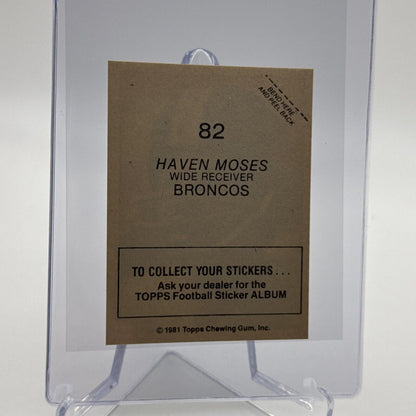 BEND HERE
AND PEEL BACK
82
HAVEN MOSES
WIDE RECEIVER
BRONCOS
TO COLLECT YOUR STICKERS...
Ask your dealer for the
TOPPS Football Sticker ALBUM
© 1981 Topps Chewing Gum, Inc.